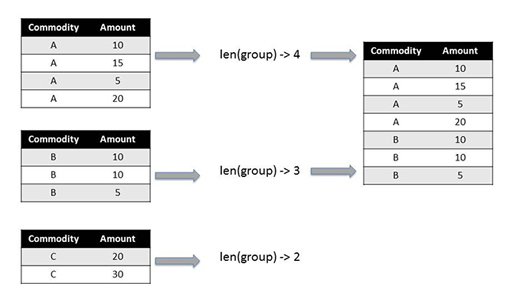 Commodity Amount
A 10
A 15
A 5
A 20
len(group) -> 4
B 10
B 10
B 5
Commodity Amount
len(group) -> 3
Commodity Amount
C 20
C 30
len(group) -> 2
Commodity Amount
A 10
A 15
A 5
A 20
B 10
B 10
B 5